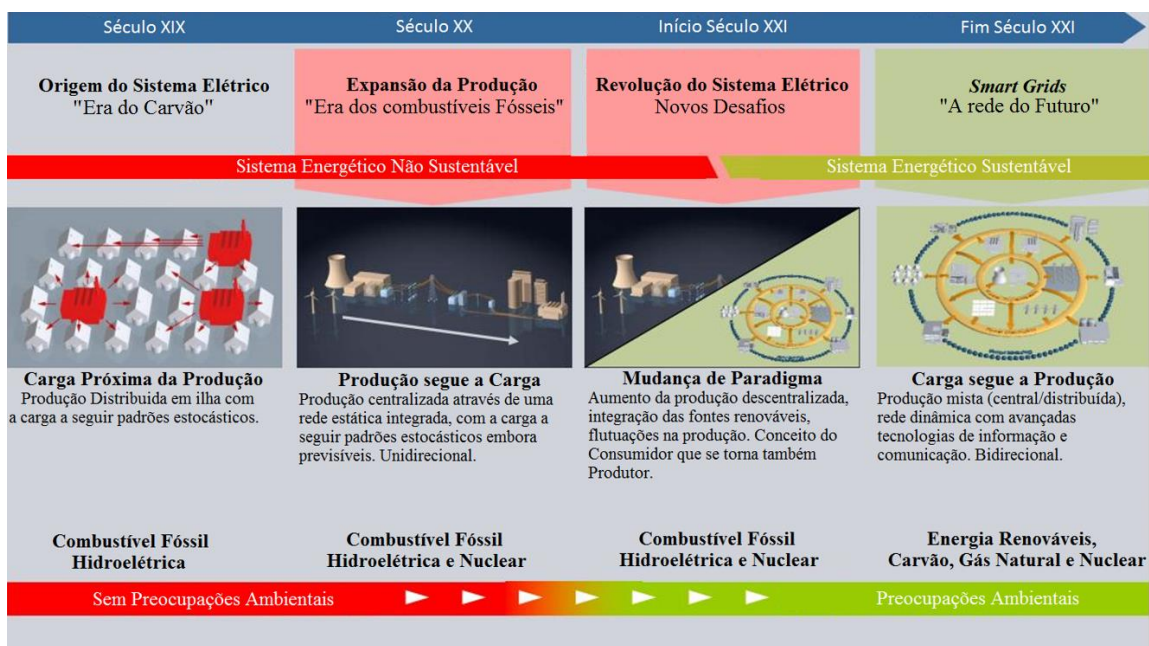 Século XIX
Século XX
Início Século XXI
Fim Século XXI
Origem do Sistema Elétrico
"Era do Carvão"
Expansão da Produção
"Era dos combustíveis Fósseis"
Revolução do Sistema Elétrico
Novos Desafios
Smart Grids
"A rede do Futuro"
Sistema Energético Não Sustentável
Sistema Energético Sustentável
Carga Próxima da Produção
Produção Distribuida em ilha com
a carga a seguir padrões estocásticos.
Produção segue a Carga
Produção centralizada através de uma
rede estática integrada, com a carga a
seguir padrões estocásticos embora
previsíveis. Unidirecional.
Mudança de Paradigma
Aumento da produção descentralizada,
integração das fontes renováveis,
flutuações na produção. Conceito do
Consumidor que se torna também
Produtor.
Carga segue a Produção
Produção mista (central/distribuída),
rede dinâmica com avançadas
tecnologias de informação e
comunicação. Bidirecional.
Combustível Fóssil
Hidroelétrica
Combustível Fóssil
Hidroelétrica e Nuclear
Combustível Fóssil
Hidroelétrica e Nuclear
Energia Renováveis,
Carvão, Gás Natural e Nuclear
Sem Preocupações Ambientais
Preocupações Ambientais